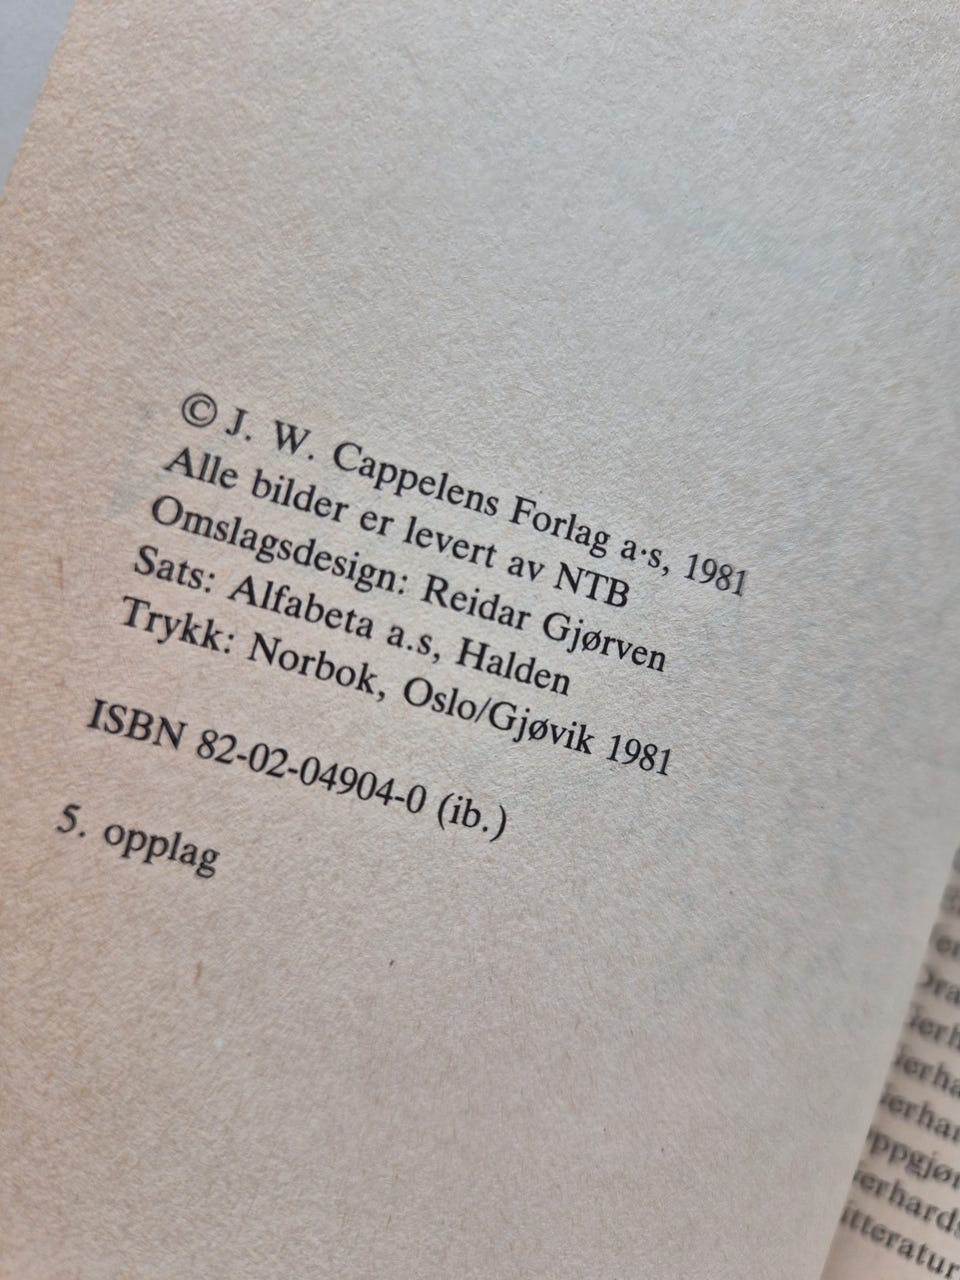 © J. W. Cappelens Forlag a·s, 1981
Alle bilder er levert av NTB
Omslagsdesign: Reidar Gjørven
Sats: Alfabeta a.s, Halden
Trykk: Norbok, Oslo/Gjøvik 1981
ISBN 82-02-04904-0 (ib.)
5. opplag